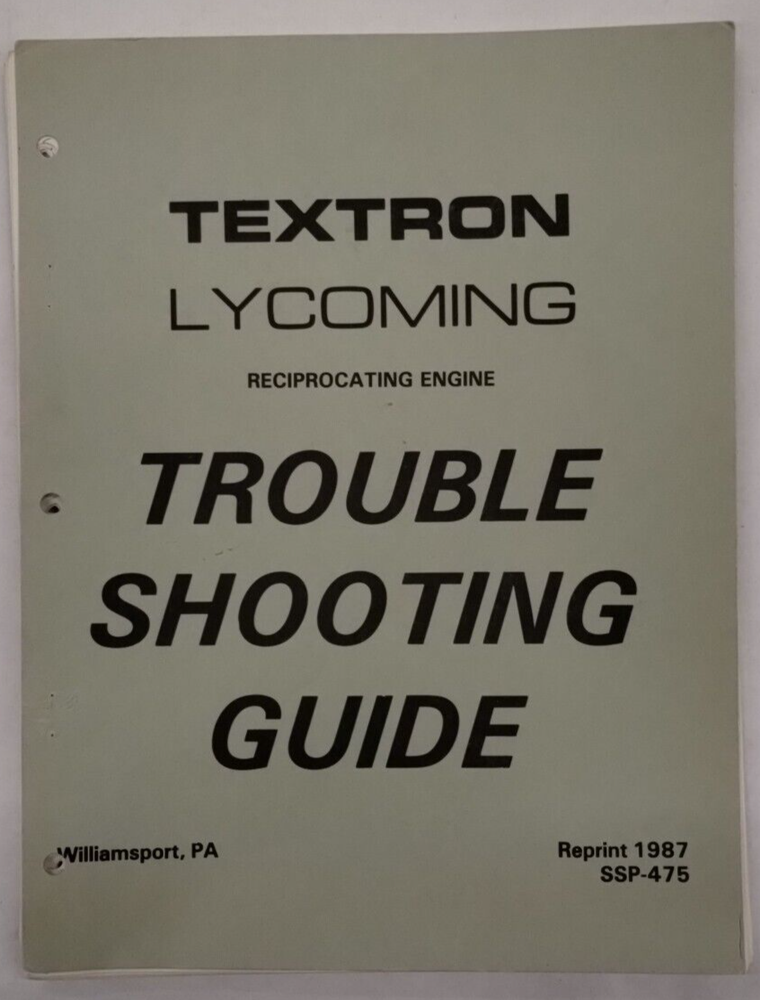 TEXTRON
LYCOMING
RECIPROCATING ENGINE
TROUBLE
SHOOTING
GUIDE
Williamsport, PA
Reprint 1987
SSP-475